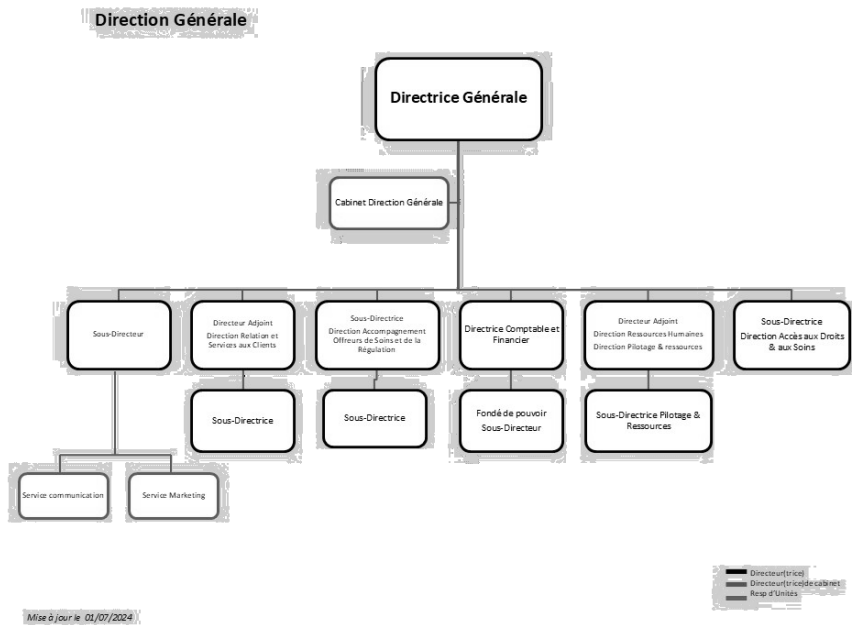 Direction Générale
Directrice Générale
Cabinet Direction Générale
Sous-Directeur
Directeur Adjoint
Direction Relation et
Services aux Clients
Sous-Directrice
Direction Accompagnement
Offreurs de Soins et de la
Régulation
Directrice Comptable et
Financier
Directeur Adjoint
Direction Ressources Humaines
Direction Pilotage & ressources
Sous-Directrice
Direction Accès aux Droits
& aux Soins
Sous-Directrice
Sous-Directrice
Fondé de pouvoir
Sous-Directeur
Sous-Directrice Pilotage &
Ressources
Service communication
Service Marketing
Directeur(trice)
Directeur(trice)de cabinet
Resp d'Unités
Mise à jour le 01/07/2024